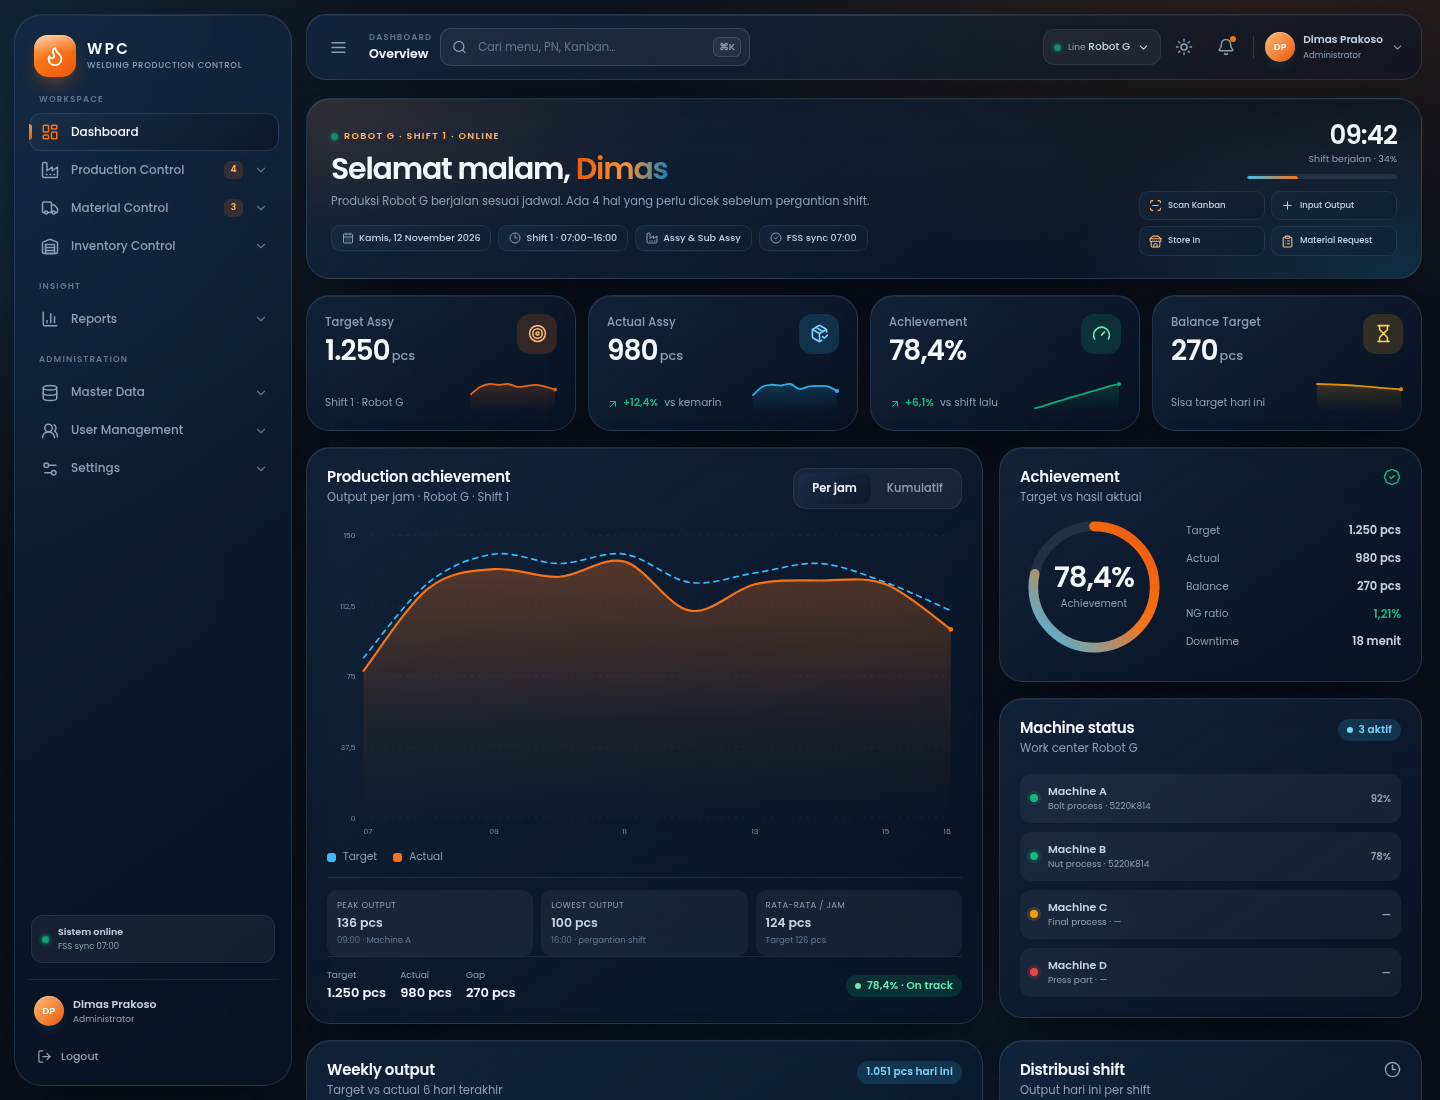 WPC
WELDING PRODUCTION CONTROL
WORKSPACE
Dashboard
Production Control 4
Material Control 3
Inventory Control
INSIGHT
Reports
ADMINISTRATION
Master Data
User Management
Settings
Sistem online
FSS sync 07:00
DP
Dimas Prakoso
Administrator
Logout
DASHBOARD
Overview
Cari menu, PN, Kanban...
⌘K
Line Robot G
DP
Dimas Prakoso
Administrator
ROBOT G · SHIFT 1 · ONLINE
Selamat malam, Dimas
Produksi Robot G berjalan sesuai jadwal. Ada 4 hal yang perlu dicek sebelum pergantian shift.
Kamis, 12 November 2026
Shift 1 · 07:00–16:00
Assy & Sub Assy
FSS sync 07:00
09:42
Shift berjalan · 34%
Scan Kanban
Input Output
Store In
Material Request
Target Assy
1.250 pcs
Shift 1 · Robot G
Actual Assy
980 pcs
+12,4% vs kemarin
Achievement
78,4%
+6,1% vs shift lalu
Balance Target
270 pcs
Sisa target hari ini
Production achievement
Output per jam · Robot G · Shift 1
Per jam
Kumulatif
150
112,5
75
37,5
0
07 09 11 13 15 16
Target
Actual
PEAK OUTPUT
136 pcs
09:00 · Machine A
LOWEST OUTPUT
100 pcs
16:00 · pergantian shift
RATA-RATA / JAM
124 pcs
Target 126 pcs
Target
1.250 pcs
Actual
980 pcs
Gap
270 pcs
78,4% · On track
Achievement
Target vs hasil aktual
78,4%
Achievement
Target 1.250 pcs
Actual 980 pcs
Balance 270 pcs
NG ratio 1,21%
Downtime 18 menit
Machine status
Work center Robot G
3 aktif
Machine A
Bolt process · 5220K814
92%
Machine B
Nut process · 5220K814
78%
Machine C
Final process · —
—
Machine D
Press part · —
—
Weekly output
Target vs actual 6 hari terakhir
1.051 pcs hari ini
Distribusi shift
Output hari ini per shift